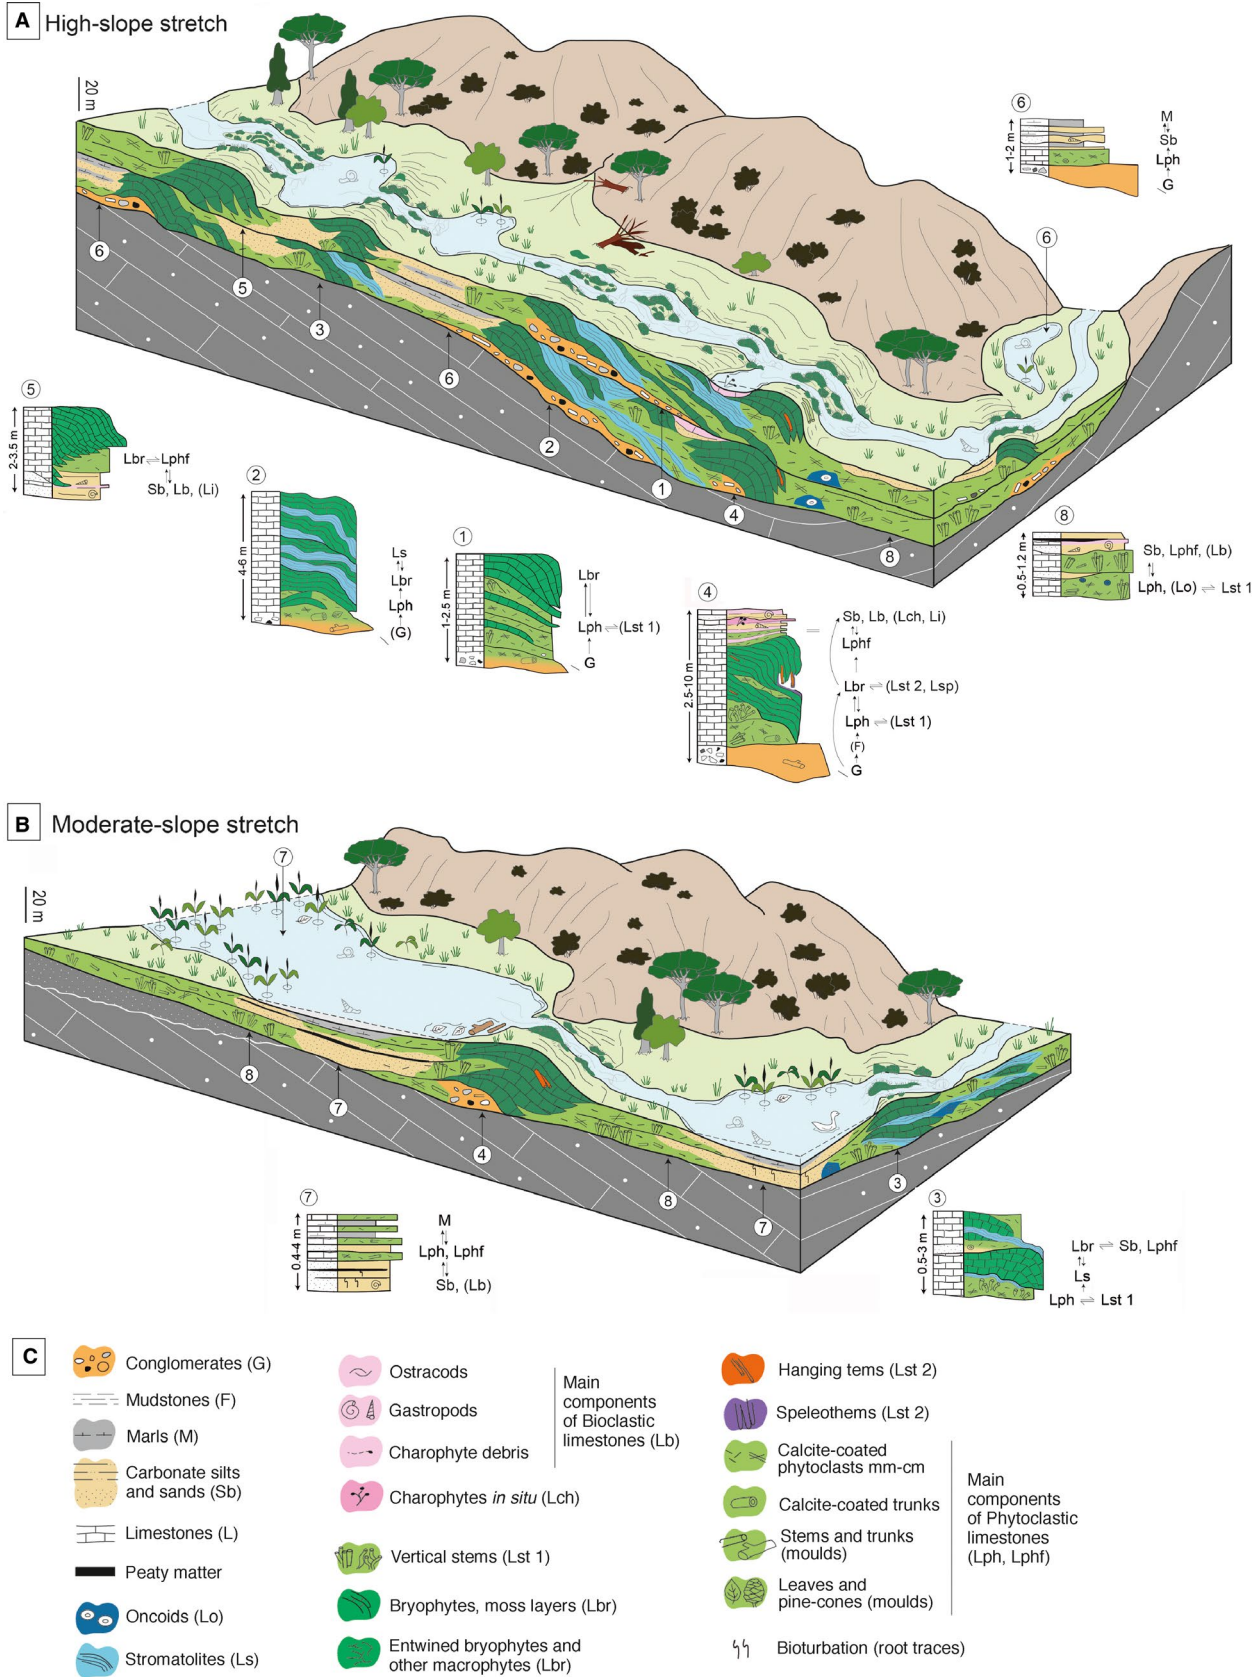 A High-slope stretch
20 m
6
1-2 m
M
Sb
Lph
G
6
6
5
3
6
2
1
4
8
5
2-3.5 m
Lbr ⇌ Lphf
Sb, Lb, (Li)
2
4-6 m
Ls
Lbr
Lph
(G)
1
1-2.5 m
Lbr
Lph ⇌ (Lst 1)
G
4
2.5-10 m
Sb, Lb, (Lch, Li)
Lphf
Lbr ⇌ (Lst 2, Lsp)
Lph ⇌ (Lst 1)
(F)
G
8
0.5-1.2 m
Sb, Lphf, (Lb)
Lph, (Lo) ⇌ Lst 1
B Moderate-slope stretch
20 m
7
8
7
4
8
7
3
7
0.4-4 m
M
Lph, Lphf
Sb, (Lb)
3
0.5-3 m
Lbr ⇌ Sb, Lphf
Ls
Lph ⇌ Lst 1
C
Conglomerates (G)
Mudstones (F)
Marls (M)
Carbonate silts
and sands (Sb)
Limestones (L)
Peaty matter
Oncoids (Lo)
Stromatolites (Ls)
Ostracods
Gastropods
Charophyte debris
Main
components
of Bioclastic
limestones (Lb)
Charophytes in situ (Lch)
Vertical stems (Lst 1)
Bryophytes, moss layers (Lbr)
Entwined bryophytes and
other macrophytes (Lbr)
Hanging tems (Lst 2)
Speleothems (Lst 2)
Calcite-coated
phytoclasts mm-cm
Calcite-coated trunks
Stems and trunks
(moulds)
Leaves and
pine-cones (moulds)
Main
components
of Phytoclastic
limestones
(Lph, Lphf)
Bioturbation (root traces)